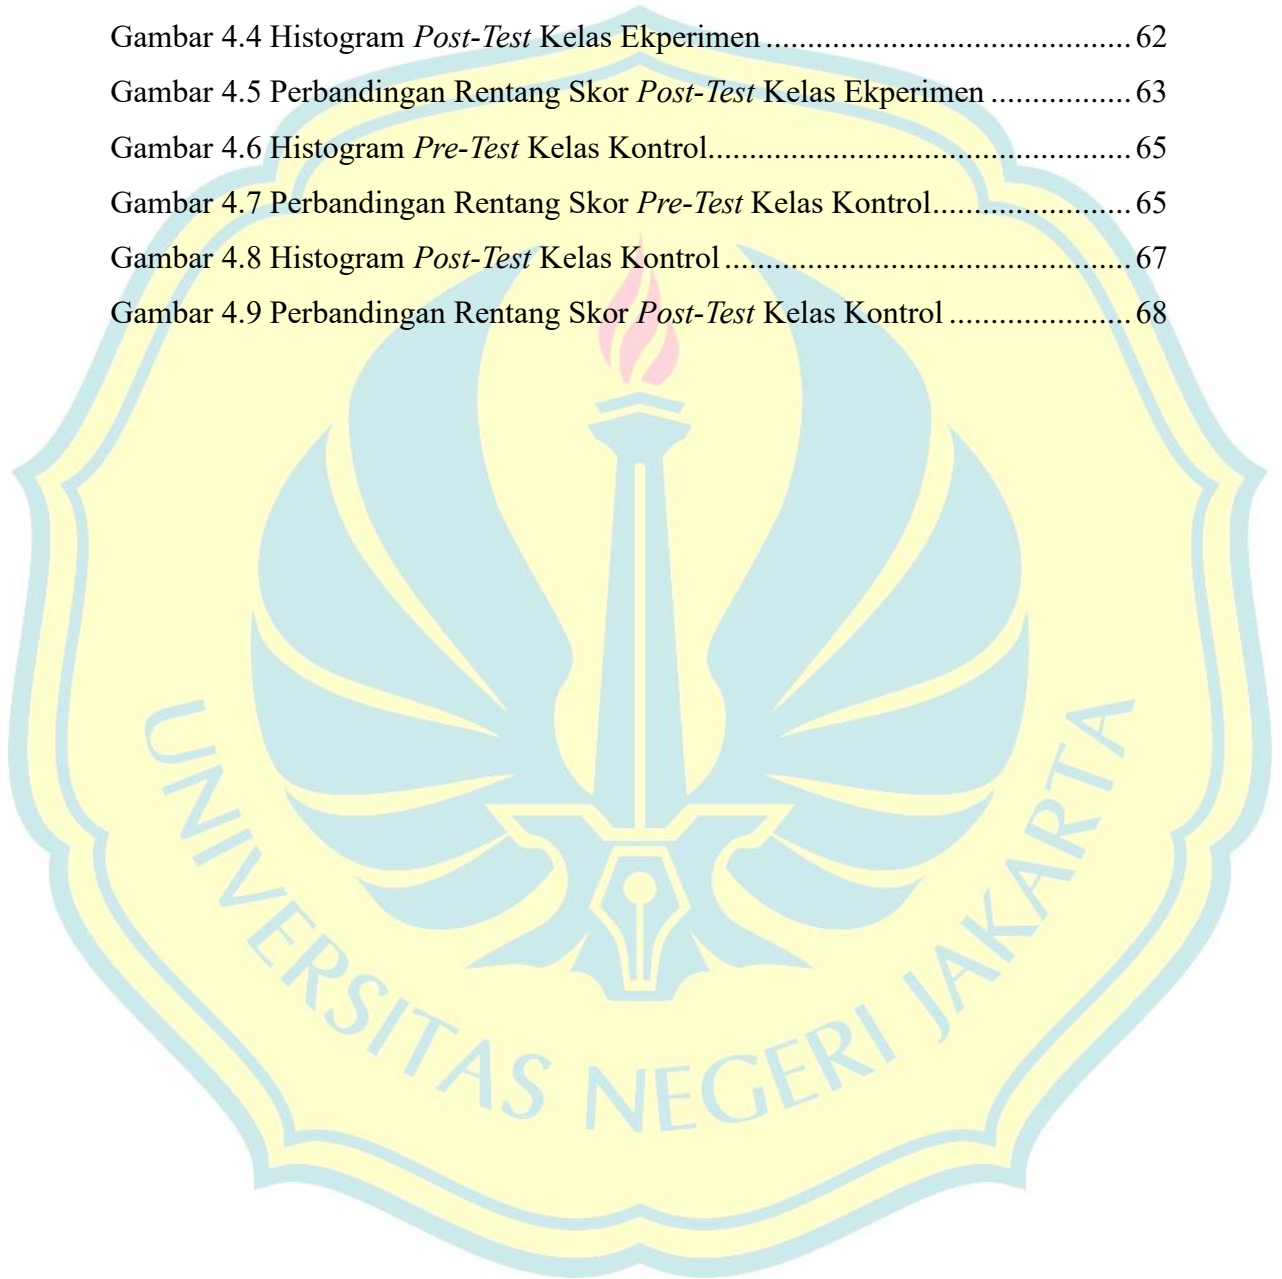 Gambar 4.4 Histogram Post-Test Kelas Ekperimen ........................................ 62
Gambar 4.5 Perbandingan Rentang Skor Post-Test Kelas Ekperimen ................. 63
Gambar 4.6 Histogram Pre-Test Kelas Kontrol............................................... 65
Gambar 4.7 Perbandingan Rentang Skor Pre-Test Kelas Kontrol........................ 65
Gambar 4.8 Histogram Post-Test Kelas Kontrol ............................................. 67
Gambar 4.9 Perbandingan Rentang Skor Post-Test Kelas Kontrol ...................... 68
UNIVERSITAS NEGERI JAKARTA